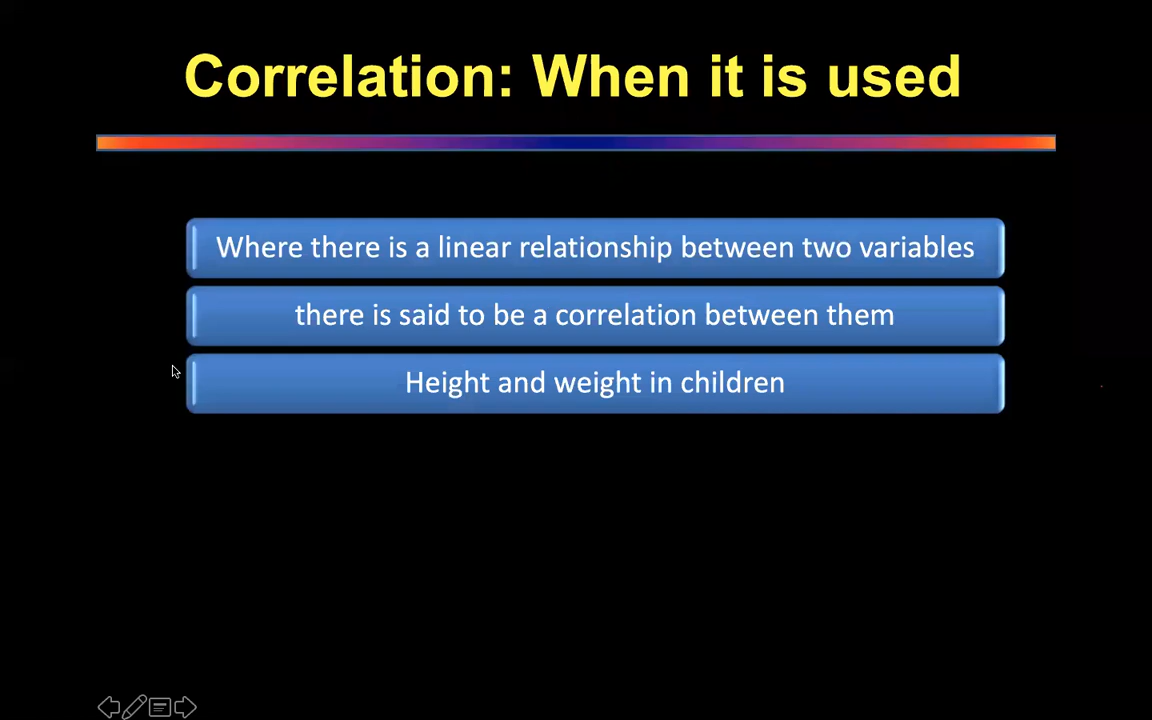 Correlation: When it is used
Where there is a linear relationship between two variables
there is said to be a correlation between them
Height and weight in children